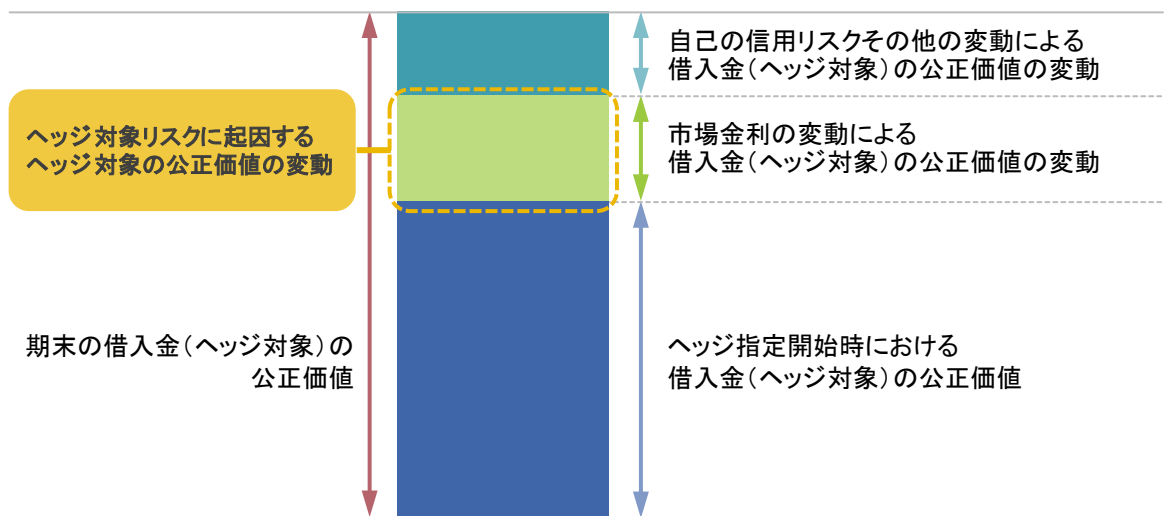 自己の信用リスクその他の変動による
借入金(ヘッジ対象)の公正価値の変動
ヘッジ対象リスクに起因する
ヘッジ対象の公正価値の変動
市場金利の変動による
借入金(ヘッジ対象)の公正価値の変動
期末の借入金(ヘッジ対象)の
公正価値
ヘッジ指定開始時における
借入金(ヘッジ対象)の公正価値